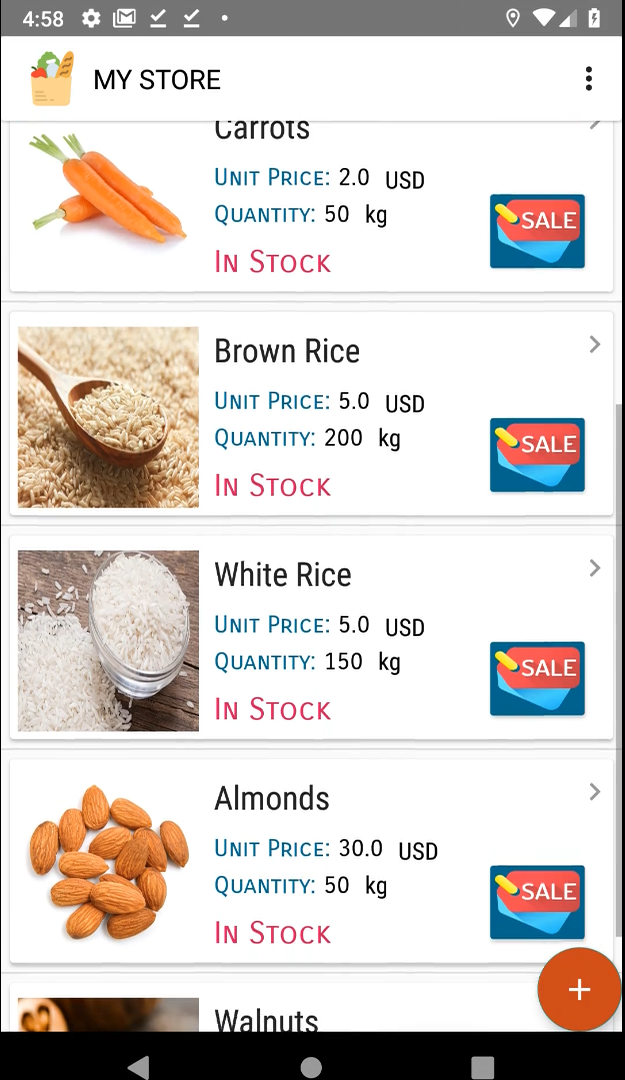 4:58
MY STORE
Carrots
UNIT PRICE: 2.0 USD
QUANTITY: 50 kg
SALE
IN STOCK
Brown Rice
UNIT PRICE: 5.0 USD
QUANTITY: 200 kg
SALE
IN STOCK
White Rice
UNIT PRICE: 5.0 USD
QUANTITY: 150 kg
SALE
IN STOCK
Almonds
UNIT PRICE: 30.0 USD
QUANTITY: 50 kg
SALE
IN STOCK
+
Walnuts